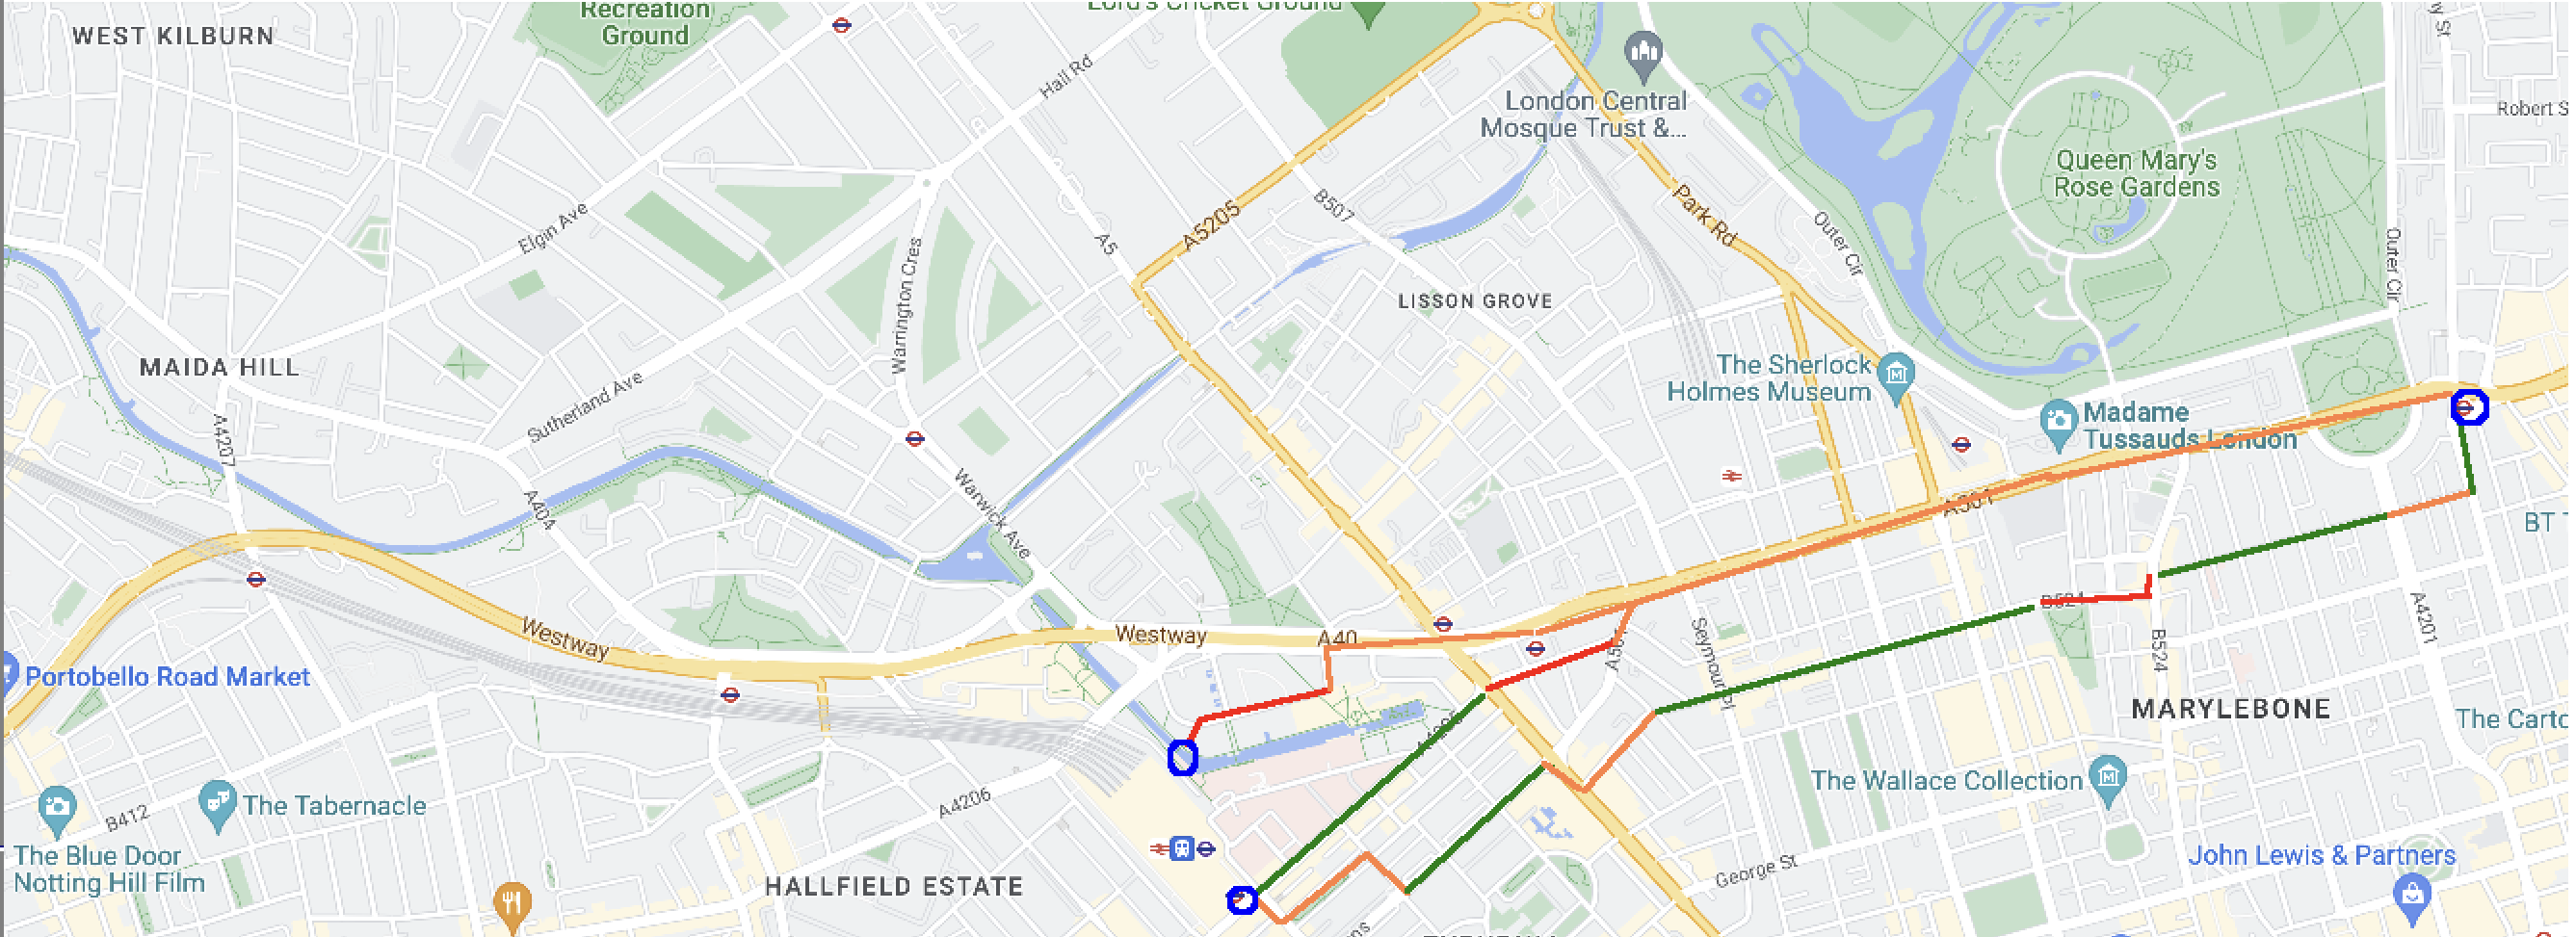 Recreation
Ground
Lord's Cricket Ground
WEST KILBURN
Hall Rd
London Central
Mosque Trust &...
Robert S
Queen Mary's
Rose Gardens
Elgin Ave
A5205
B507
A5
Park Rd
Outer Cir
Outer Cir
Warrington Cres
LISSON GROVE
MAIDA HILL
Sutherland Ave
The Sherlock
Holmes Museum
Madame
Tussauds London
A4207
A404
Warwick Ave
A501
BT
Westway
Westway
A40
B524
A4201
A501
Seymour Pl
B524
Portobello Road Market
MARYLEBONE
The Carto
The Wallace Collection
B412
The Tabernacle
A4206
The Blue Door
Notting Hill Film
HALLFIELD ESTATE
George St
John Lewis & Partners